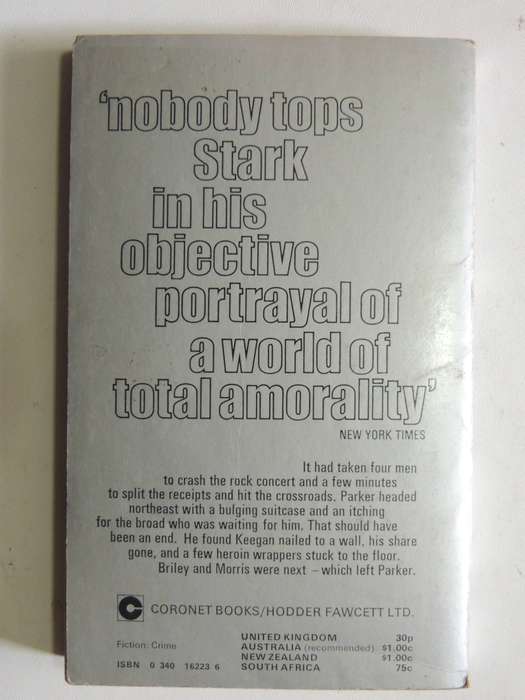 ‘nobody tops
Stark
in his
objective
portrayal of
a world of
total amorality’
NEW YORK TIMES
It had taken four men
to crash the rock concert and a few minutes
to split the receipts and hit the crossroads. Parker headed
northeast with a bulging suitcase and an itching
for the broad who was waiting for him. That should have
been an end. He found Keegan nailed to a wall, his share
gone, and a few heroin wrappers stuck to the floor.
Briley and Morris were next – which left Parker.
CORONET BOOKS/HODDER FAWCETT LTD.
Fiction: Crime
ISBN 0 340 16223 6
UNITED KINGDOM 30p
AUSTRALIA (recommended) $1.00c
NEW ZEALAND $1.00c
SOUTH AFRICA 75c